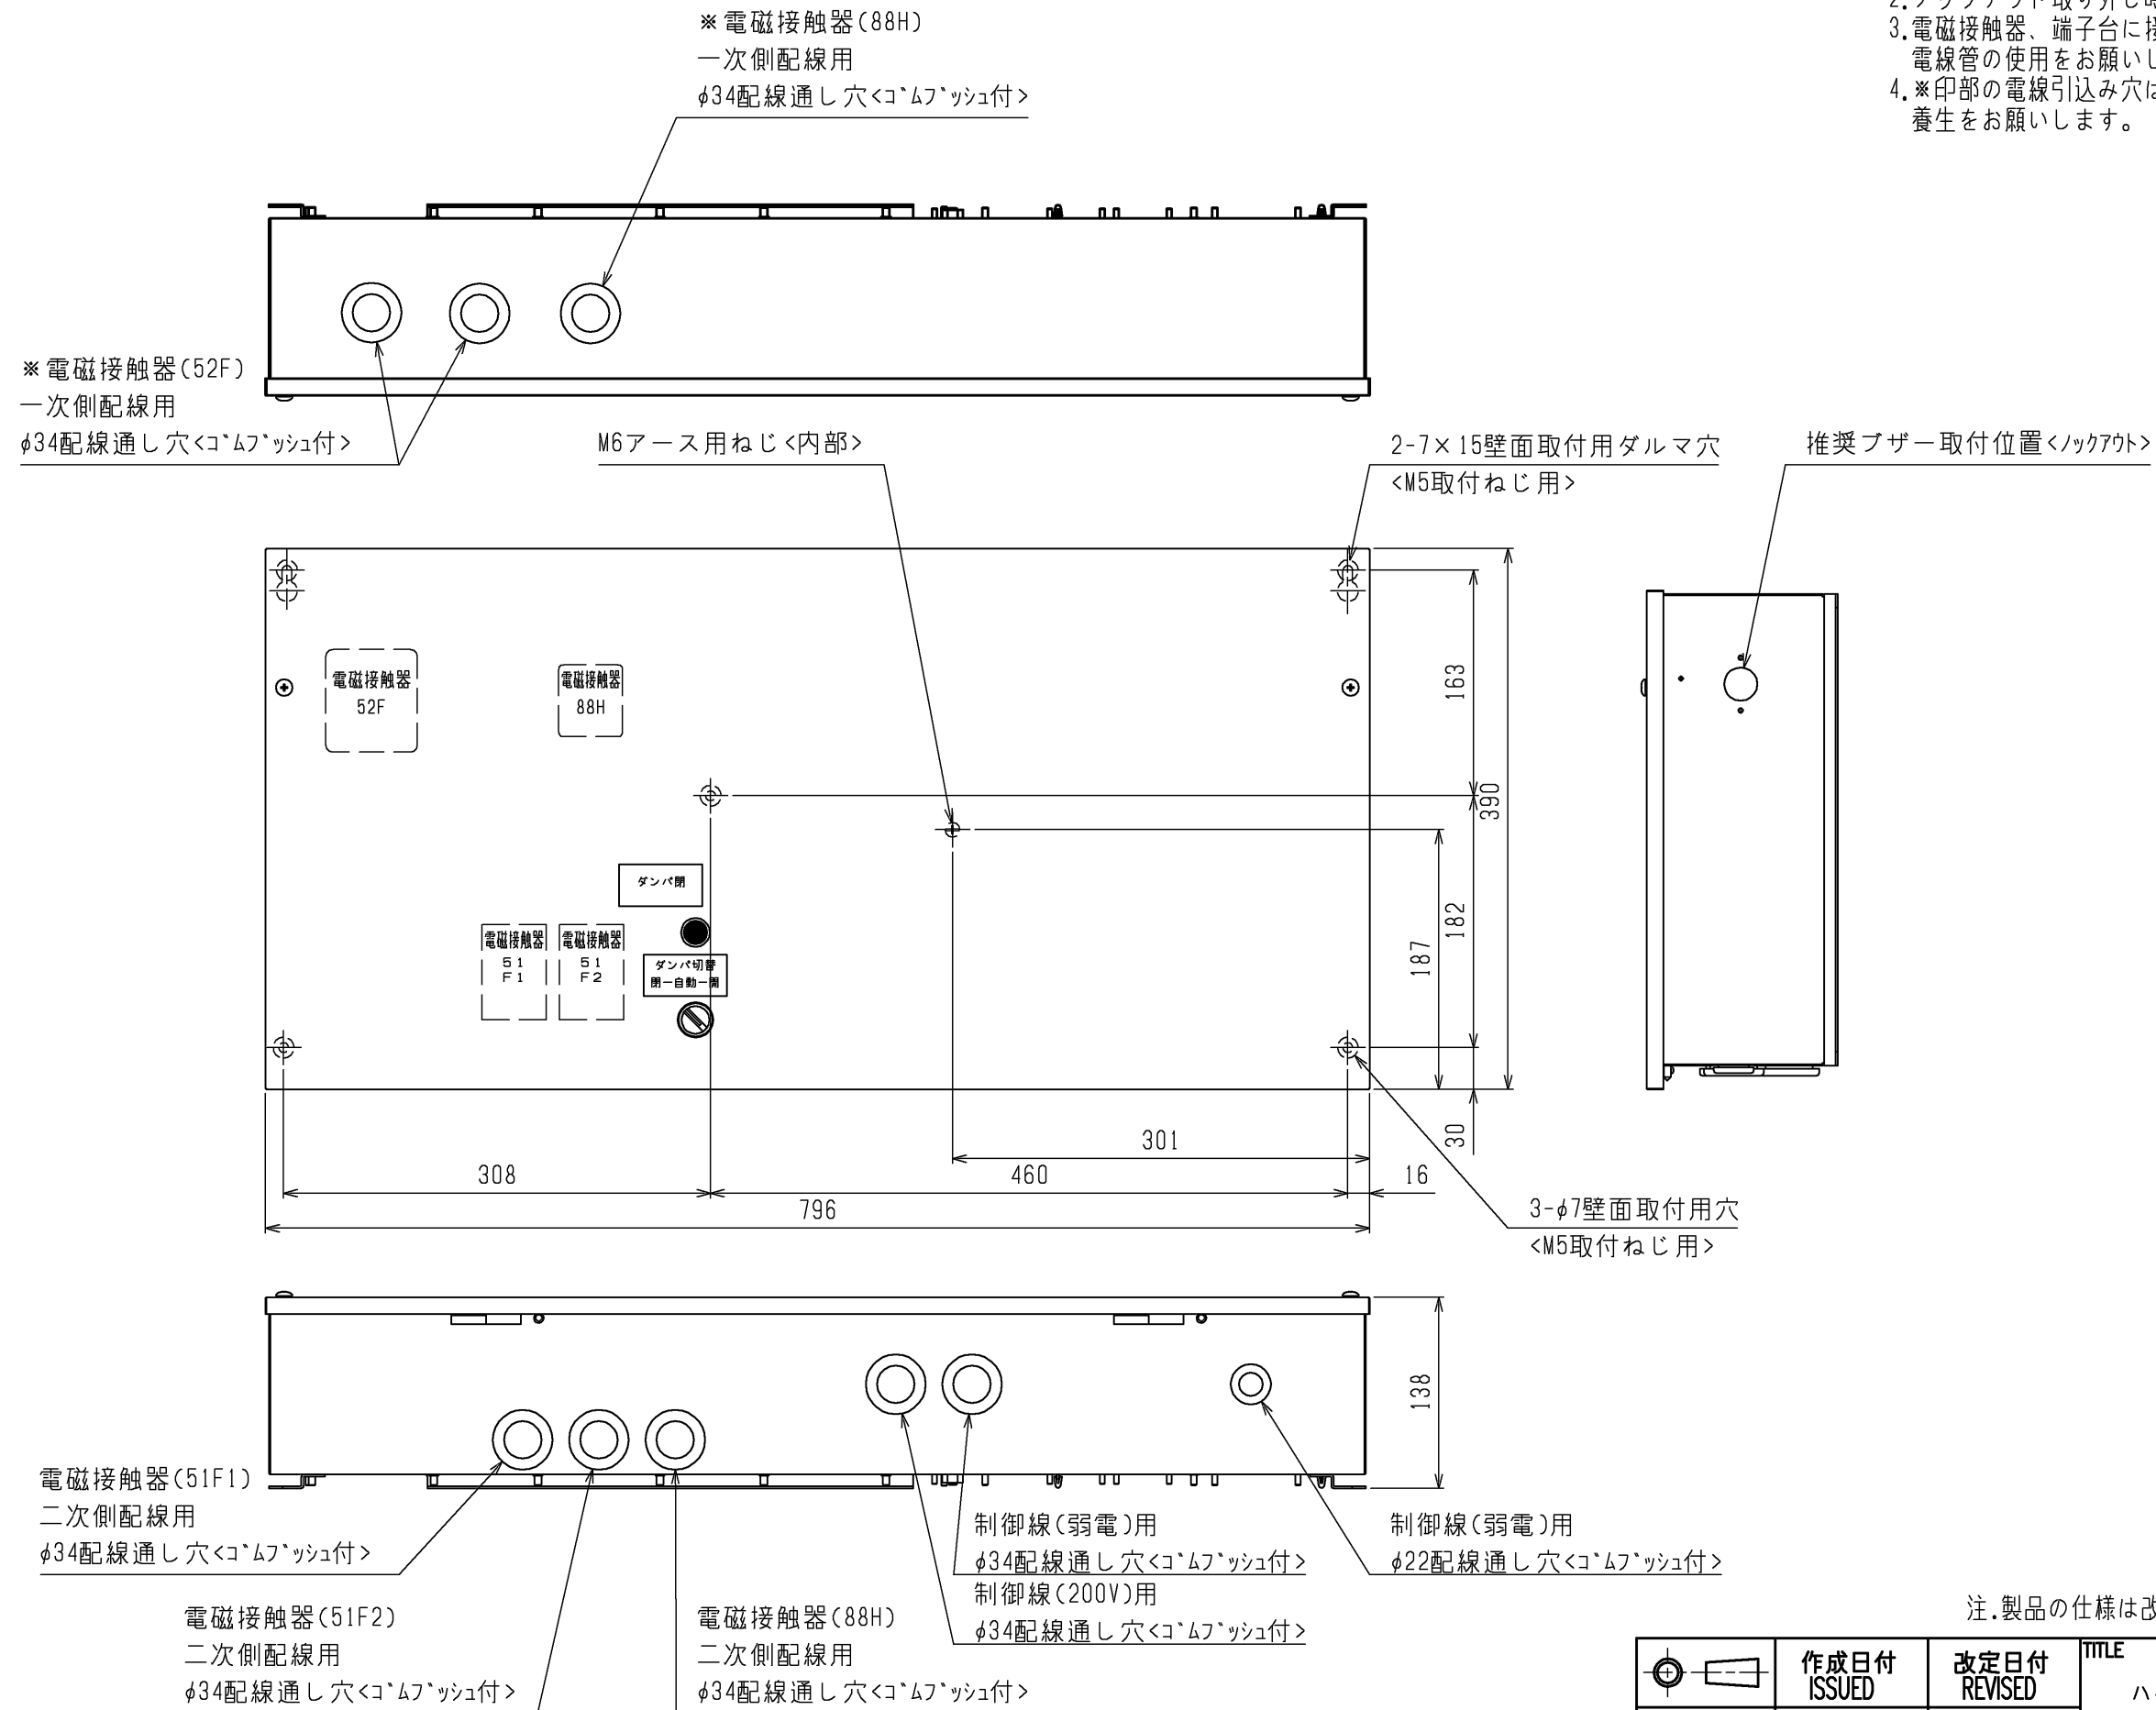 ※電磁接触器(88H)
一次側配線用
φ34配線通し穴<ゴムブッシュ付>
3.電磁接触器、端子台に接
電線管の使用をお願いし
4.※印部の電線引込み穴は
養生をお願いします。
※電磁接触器(52F)
一次側配線用
φ34配線通し穴<ゴムブッシュ付>
M6アース用ねじ<内部>
2-7×15壁面取付用ダルマ穴
<M5取付ねじ用>
推奨ブザー取付位置<ノックアウト>
電磁接触器
52F
電磁接触器
88H
163
390
ダンパ閉
182
187
電磁接触器
51
F1
電磁接触器
51
F2
ダンパ切替
閉ー自動ー開
30
301
308
460
16
796
3-φ7壁面取付用穴
<M5取付ねじ用>
138
電磁接触器(51F1)
二次側配線用
φ34配線通し穴<ゴムブッシュ付>
制御線(弱電)用
φ34配線通し穴<ゴムブッシュ付>
制御線(200V)用
φ34配線通し穴<ゴムブッシュ付>
制御線(弱電)用
φ22配線通し穴<ゴムブッシュ付>
電磁接触器(51F2)
二次側配線用
φ34配線通し穴<ゴムブッシュ付>
電磁接触器(88H)
二次側配線用
φ34配線通し穴<ゴムブッシュ付>
注.製品の仕様は改
作成日付
ISSUED
改定日付
REVISED
TITLE